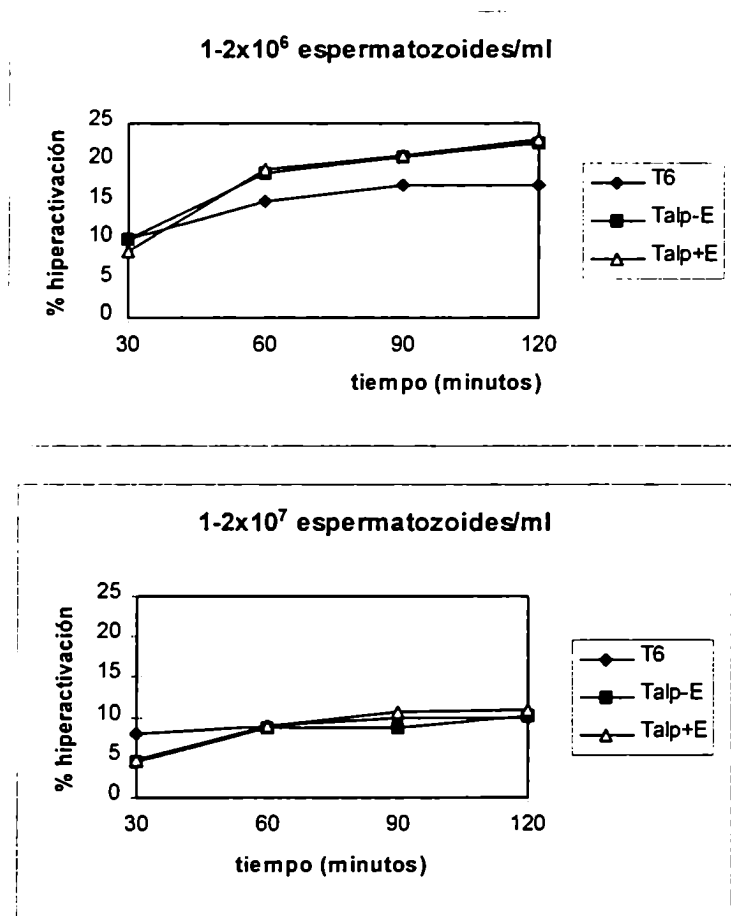 1-2x10⁶ espermatozoides/ml
% hiperactivación
25
20
15
10
5
0
30 60 90 120
tiempo (minutos)
T6
Talp-E
Talp+E
1-2x10⁷ espermatozoides/ml
% hiperactivación
25
20
15
10
5
0
30 60 90 120
tiempo (minutos)
T6
Talp-E
Talp+E